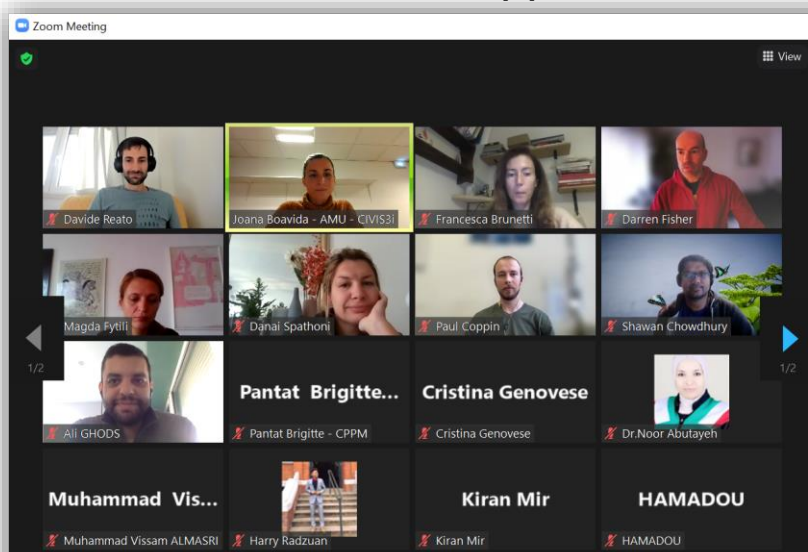 Zoom Meeting
View
Davide Reato
Joana Boavida - AMU - CIVIS3i
Francesca Brunetti
Darren Fisher
Magda Fytili
Danai Spathoni
Paul Coppin
Shawan Chowdhury
1/2
1/2
Ali GHODS
Pantat Brigitte...
Pantat Brigitte - CPPM
Cristina Genovese
Cristina Genovese
Dr.Noor Abutayeh
Muhammad Vis...
Muhammad Vissam ALMASRI
Harry Radzuan
Kiran Mir
Kiran Mir
HAMADOU
HAMADOU